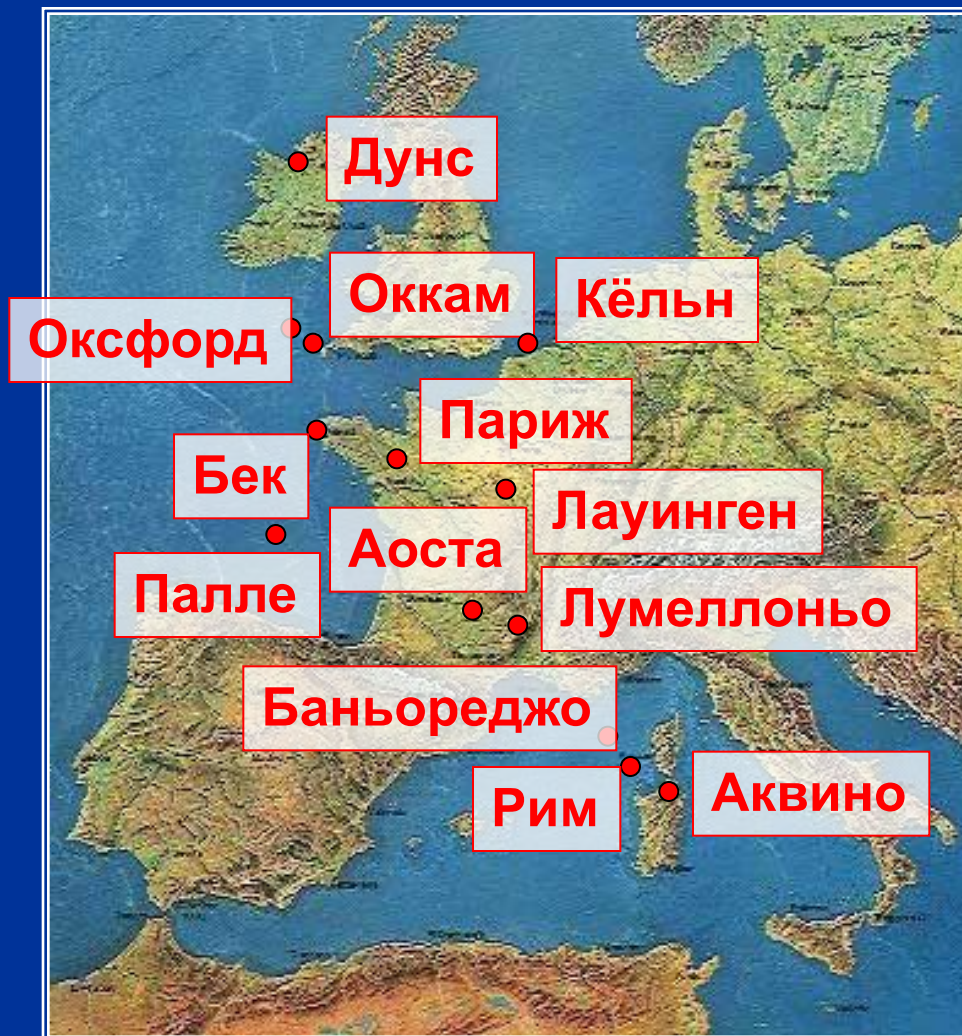 Дунс
Оккам
Кёльн
Оксфорд
Париж
Бек
Лауинген
Аоста
Палле
Лумеллоньо
Баньореджо
Аквино
Рим